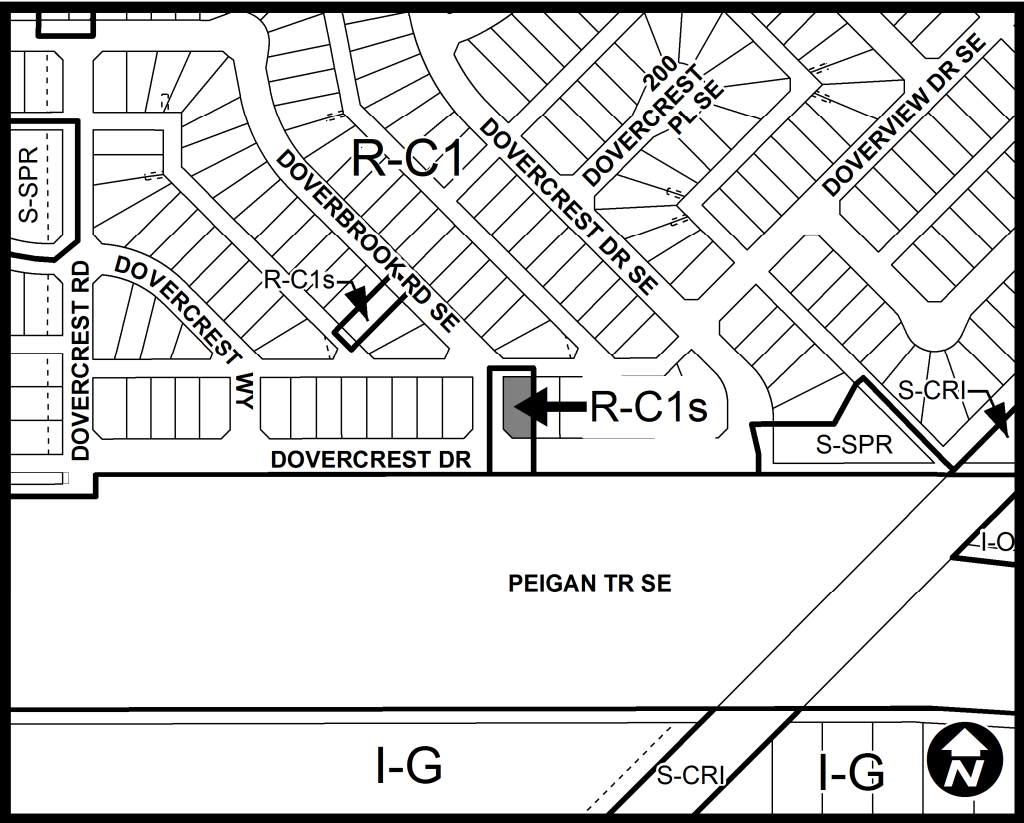 200
DOVERCREST
PL SE
DOVERVIEW DR SE
R-C1
DOVERCREST DR SE
S-SPR
DOVERBROOK RD SE
DOVERCREST RD
DOVERCREST
WY
R-C1s
R-C1s
S-CRI
S-SPR
DOVERCREST DR
I-O
PEIGAN TR SE
I-G
S-CRI
I-G
N